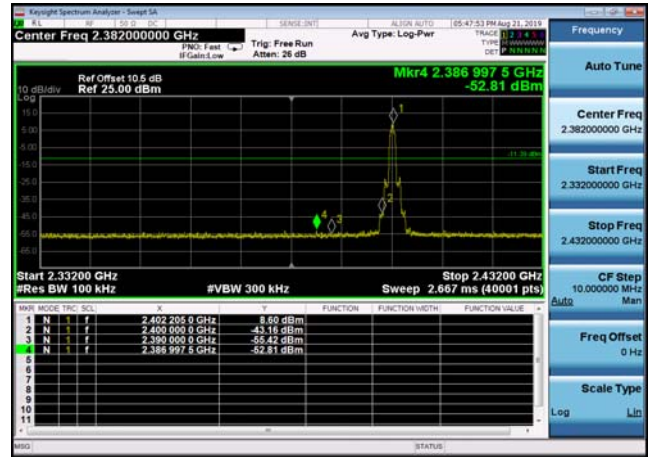 Keysight Spectrum Analyzer - Swept SA
RL RF 50 Ω DC SENSE:INT ALIGN AUTO 05:47:53 PM Aug 21, 2019
Center Freq 2.382000000 GHz
PNO: Fast
IFGain:Low
Trig: Free Run
Atten: 26 dB
Avg Type: Log-Pwr
TRACE 1 2 3 4 5 6
TYPE
DET P NNNNN
Frequency
Auto Tune
Center Freq
2.382000000 GHz
Start Freq
2.332000000 GHz
Stop Freq
2.432000000 GHz
CF Step
10.000000 MHz
Auto Man
Freq Offset
0 Hz
Scale Type
Log Lin
Ref Offset 10.5 dB
10 dB/div Ref 25.00 dBm
Log
Mkr4 2.386 997 5 GHz
-52.81 dBm
15.0
5.00
-5.00
-15.0
-25.0
-35.0
-45.0
-55.0
-65.0
1
2
3
4
Start 2.33200 GHz
#Res BW 100 kHz
#VBW 300 kHz
Stop 2.43200 GHz
Sweep 2.667 ms (40001 pts)
MKR MODE TRC SCL X Y FUNCTION FUNCTION WIDTH FUNCTION VALUE
1 N 1 f 2.402 205 0 GHz 8.60 dBm
2 N 1 f 2.400 000 0 GHz -43.16 dBm
3 N 1 f 2.390 000 0 GHz -55.42 dBm
4 N 1 f 2.386 997 5 GHz -52.81 dBm
5
6
7
8
9
10
11
MSG STATUS